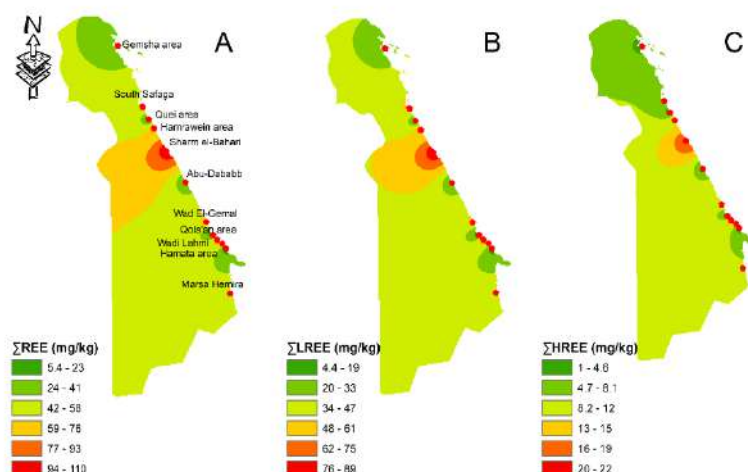 N
A
Gemsha area
South Safaga
Quei area
Hamrawein area
Sharm el-Bahari
Abu-Dababb
Wad El-Gemal
Qola'an area
Wadi Lahmi
Hamata area
Marsa Hemira
∑REE (mg/kg)
5.4 - 23
24 - 41
42 - 58
59 - 76
77 - 93
94 - 110
B
∑LREE (mg/kg)
4.4 - 19
20 - 33
34 - 47
48 - 61
62 - 75
76 - 89
C
∑HREE (mg/kg)
1 - 4.6
4.7 - 8.1
8.2 - 12
13 - 15
16 - 19
20 - 22